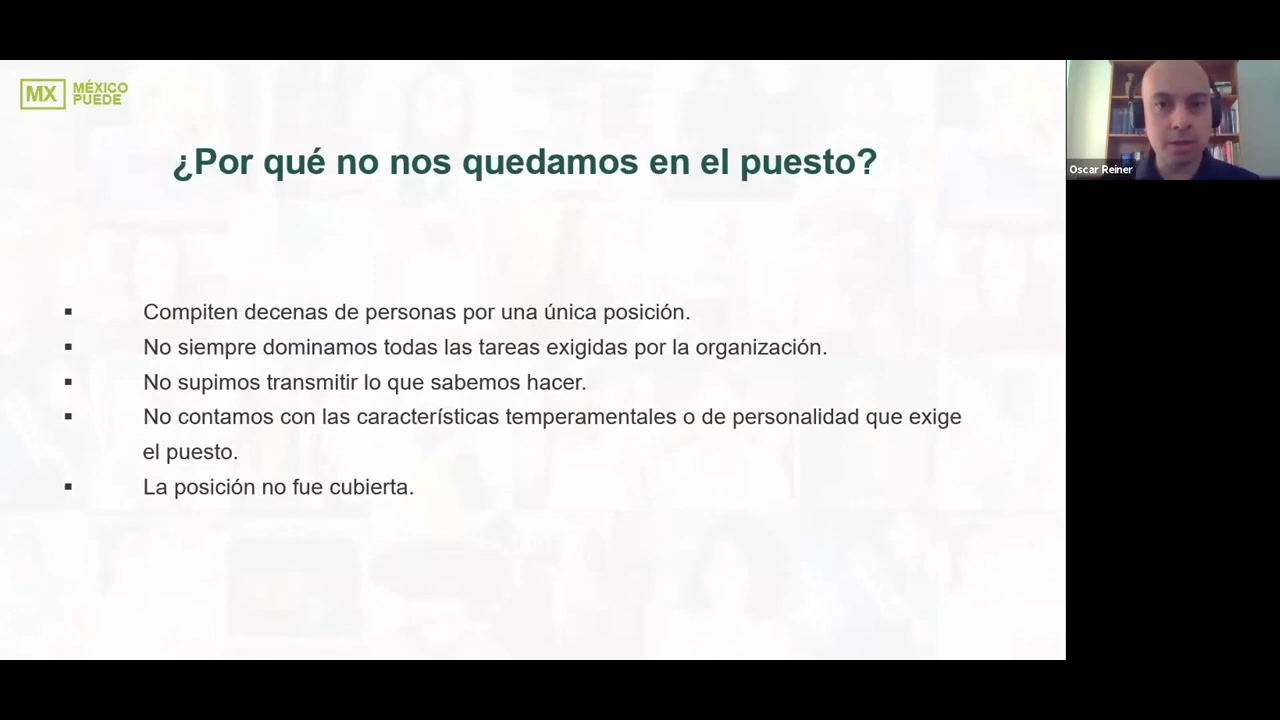 MX MÉXICO
PUEDE
¿Por qué no nos quedamos en el puesto?
▪ Compiten decenas de personas por una única posición.
▪ No siempre dominamos todas las tareas exigidas por la organización.
▪ No supimos transmitir lo que sabemos hacer.
▪ No contamos con las características temperamentales o de personalidad que exige
el puesto.
▪ La posición no fue cubierta.
Oscar Reiner